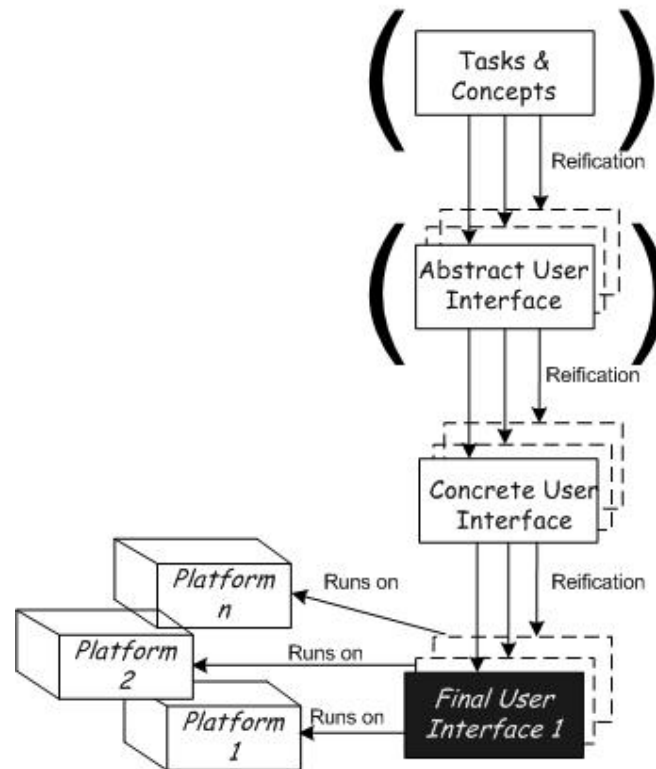 Tasks &
Concepts
Reification
Abstract User
Interface
Reification
Concrete User
Interface
Reification
Platform
n
Runs on
Platform
2
Runs on
Platform
1
Runs on
Final User
Interface 1